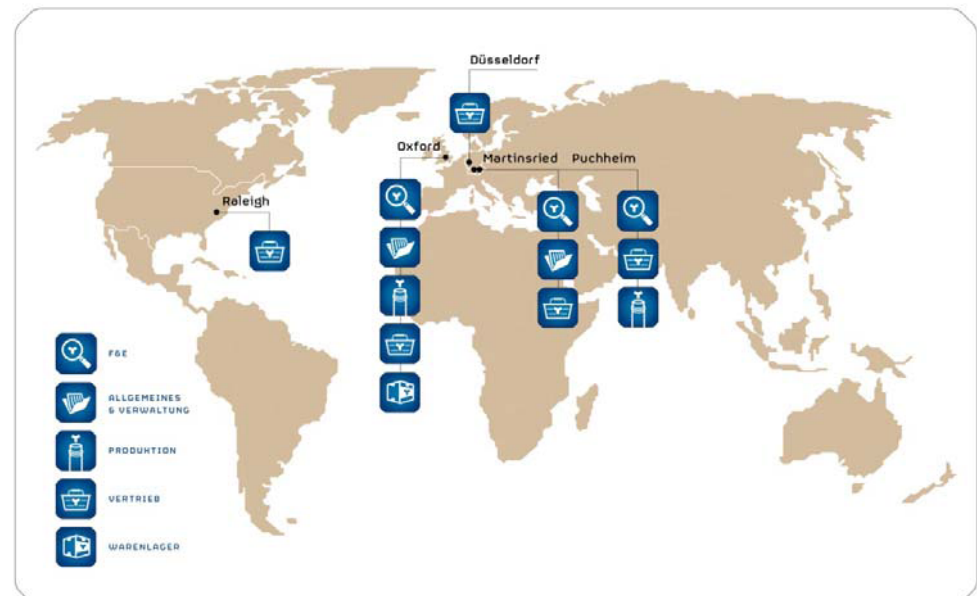 Düsseldorf
Oxford
Martinsried
Puchheim
Raleigh
F&E
ALLGEMEINES
& VERWALTUNG
PRODUKTION
VERTRIEB
WARENLAGER